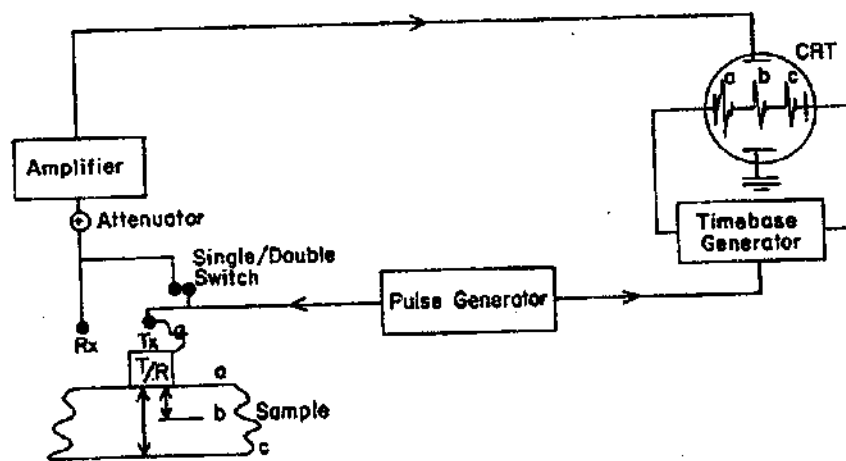 CRT
a b c
Amplifier
Attenuator
Single/Double
Switch
Timebase
Generator
Pulse Generator
Rx
Tx
T/R
a
Sample
b
c